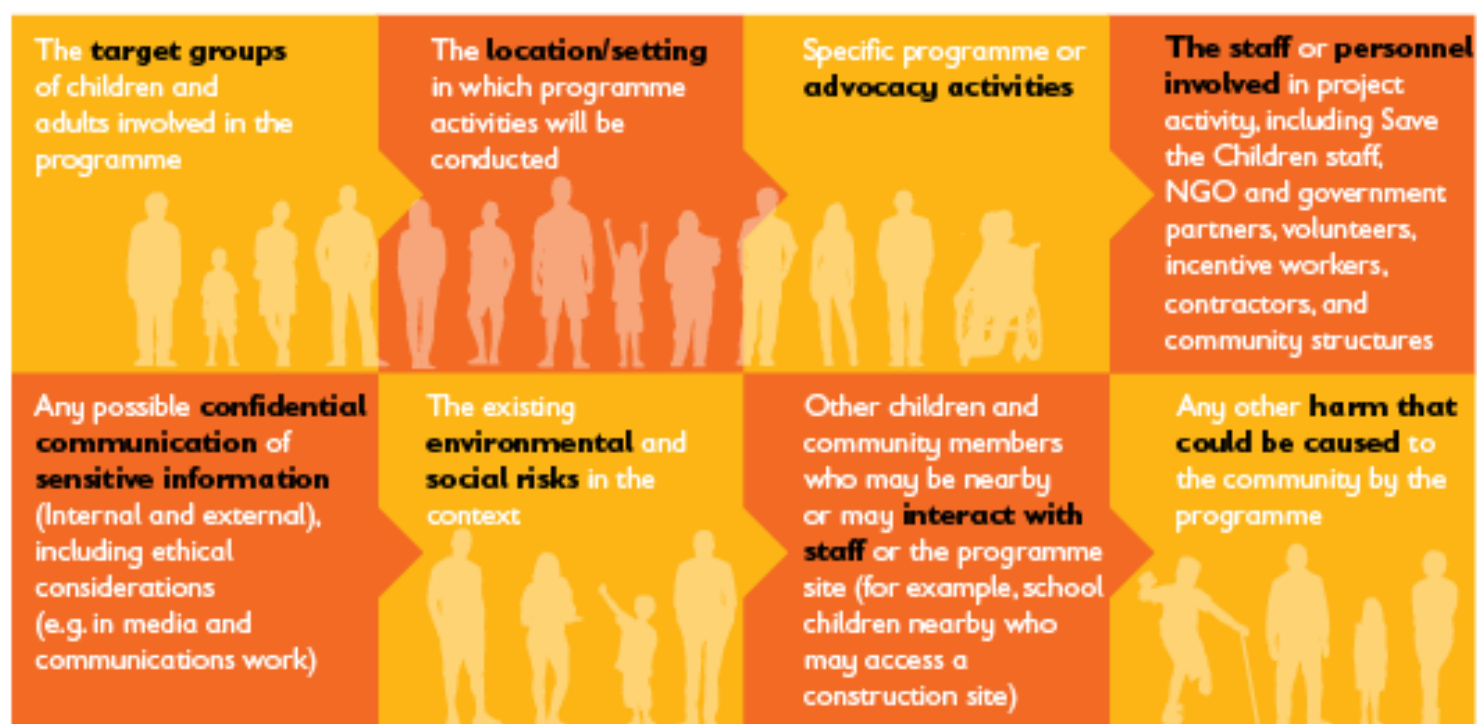 The target groups
of children and
adults involved in the
programme
The location/setting
in which programme
activities will be
conducted
Specific programme or
advocacy activities
The staff or personnel
involved in project
activity, including Save
the Children staff,
NGO and government
partners, volunteers,
incentive workers,
contractors, and
community structures
Any possible confidential
communication of
sensitive information
(Internal and external),
including ethical
considerations
(e.g. in media and
communications work)
The existing
environmental and
social risks in the
context
Other children and
community members
who may be nearby
or may interact with
staff or the programme
site (for example, school
children nearby who
may access a
construction site)
Any other harm that
could be caused to
the community by the
programme